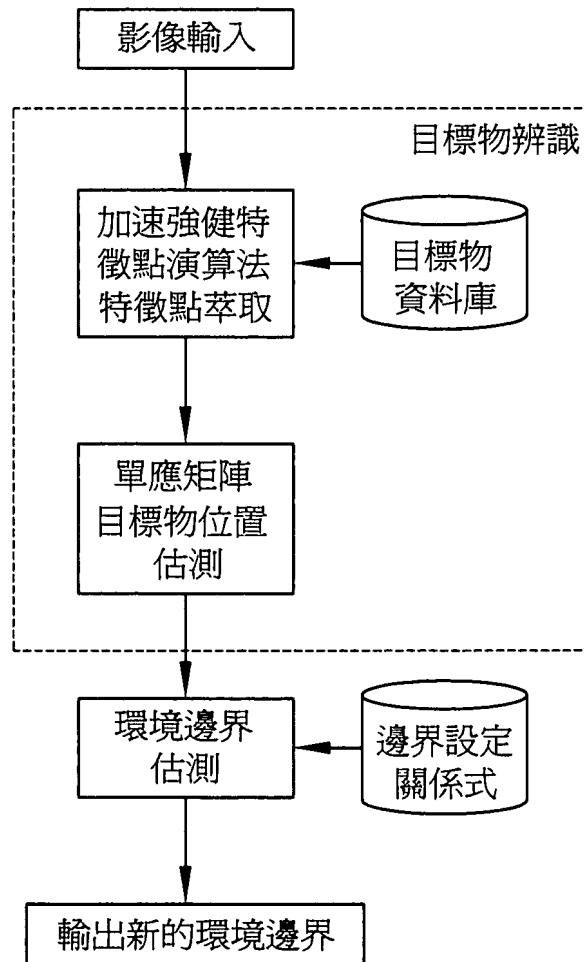 影像輸入
目標物辨識
加速強健特
徵點演算法
特徵點萃取
目標物
資料庫
單應矩陣
目標物位置
估測
環境邊界
估測
邊界設定
關係式
輸出新的環境邊界